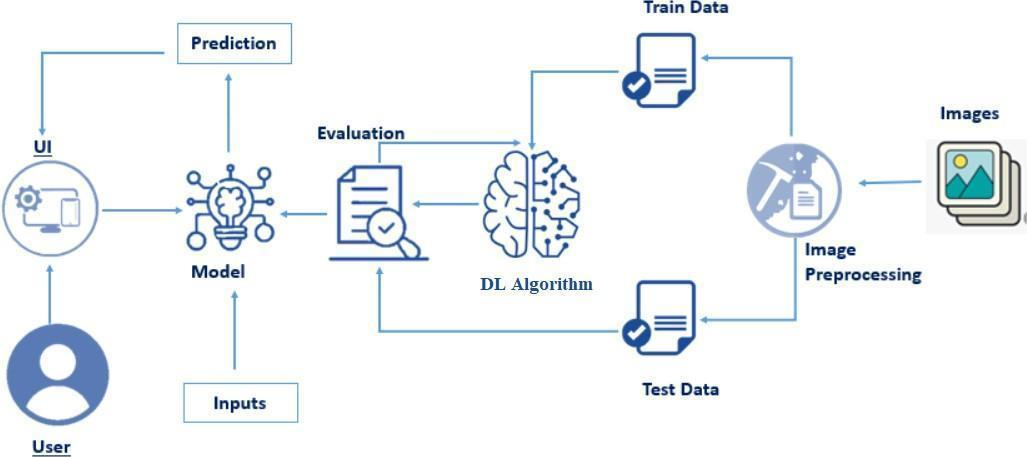 Train Data
Prediction
Images
Evaluation
UI
Image
Preprocessing
Model
DL Algorithm
Test Data
Inputs
User